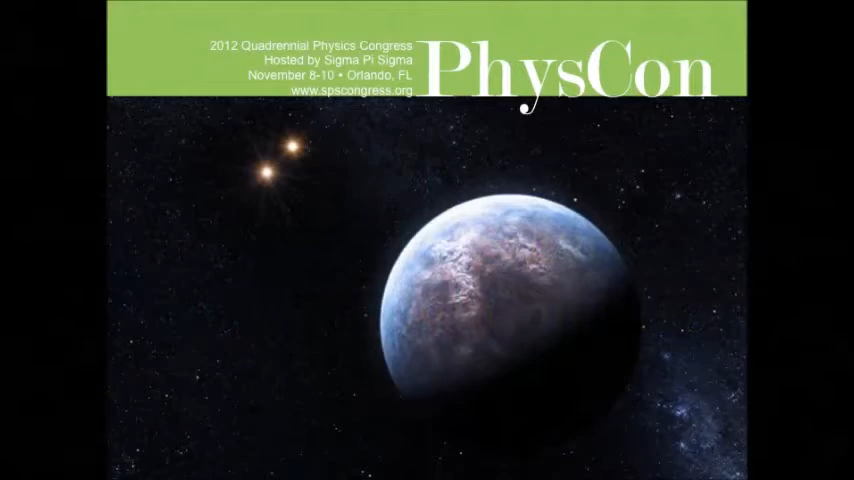 2012 Quadrennial Physics Congress
Hosted by Sigma Pi Sigma
November 8-10 • Orlando, FL
www.spscongress.org
PhysCon